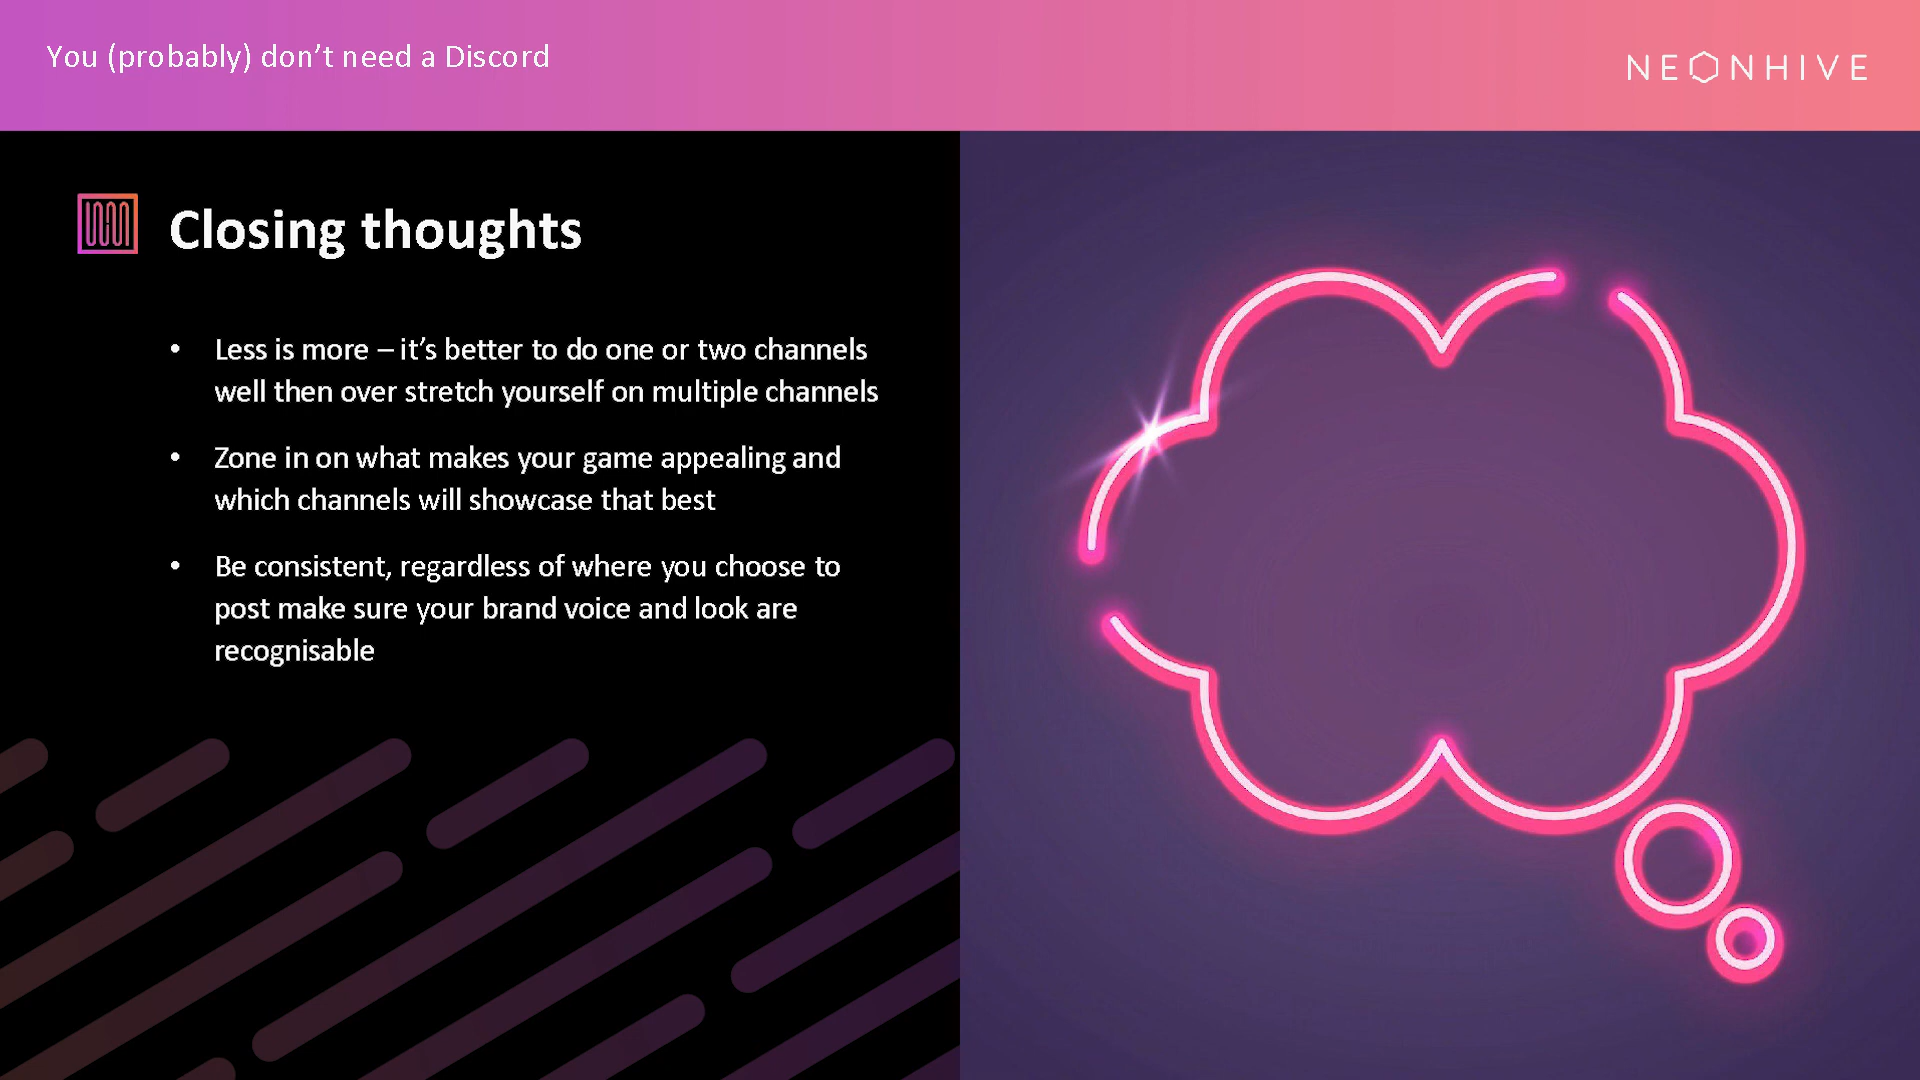 You (probably) don’t need a Discord
NEONHIVE
Closing thoughts
• Less is more – it’s better to do one or two channels
well then over stretch yourself on multiple channels
• Zone in on what makes your game appealing and
which channels will showcase that best
• Be consistent, regardless of where you choose to
post make sure your brand voice and look are
recognisable